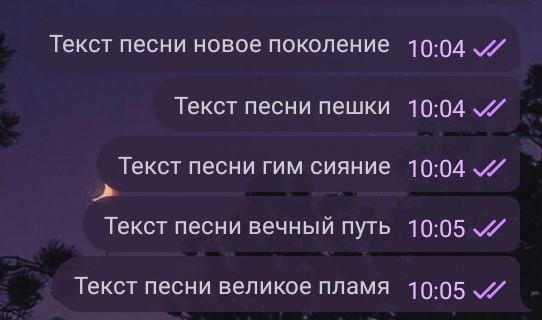 Текст песни новое поколение 10:04
Текст песни пешки 10:04
Текст песни гим сияние 10:04
Текст песни вечный путь 10:05
Текст песни великое пламя 10:05